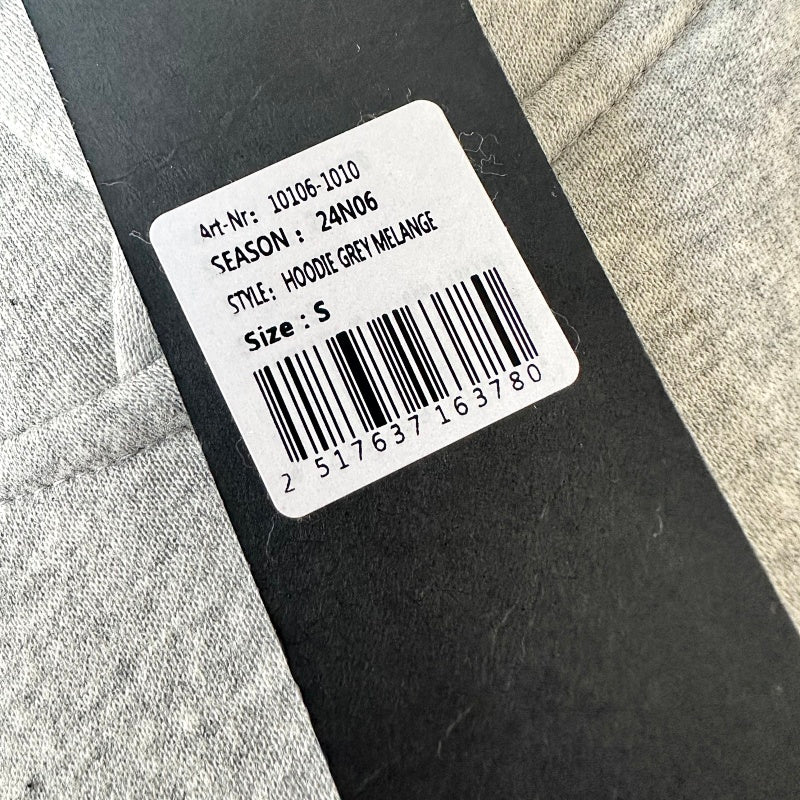 Art-Nr: 10106-1010
SEASON : 24N06
STYLE: HOODIE GREY MELANGE
Size : S
2 517637 163780